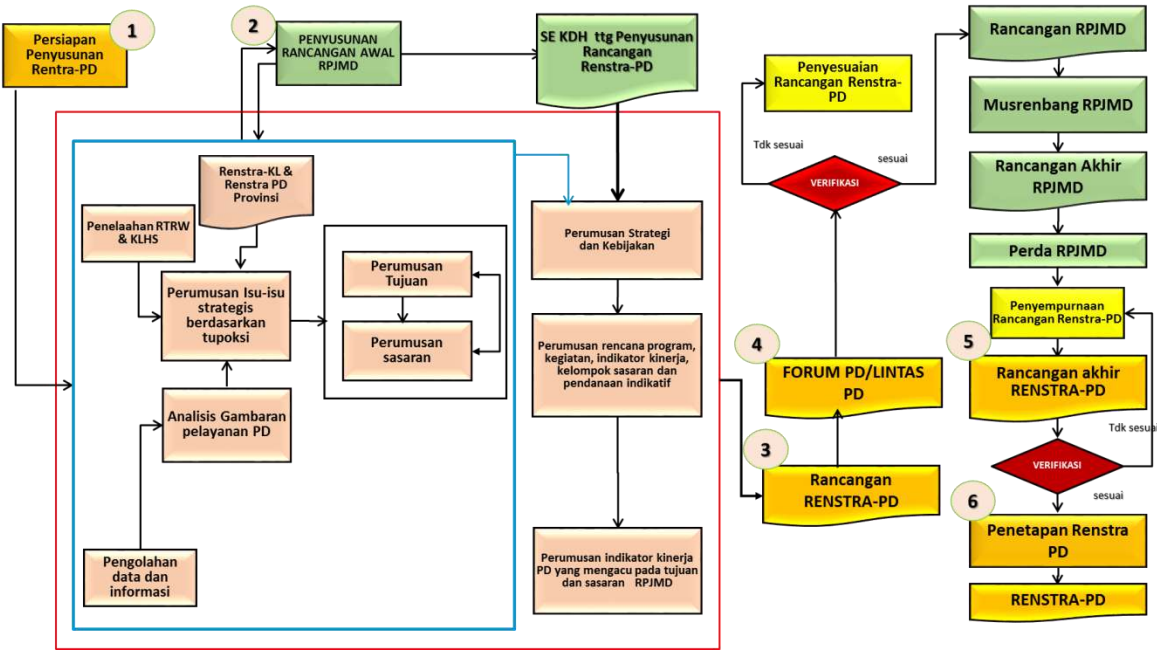 1
Persiapan
Penyusunan
Rentra-PD
2
PENYUSUNAN
RANCANGAN AWAL
RPJMD
SE KDH ttg Penyusunan
Rancangan
Renstra-PD
Renstra-KL &
Renstra PD
Provinsi
Penelaahan RTRW
& KLHS
Perumusan Isu-isu
strategis
berdasarkan
tupoksi
Perumusan
Tujuan
Perumusan
sasaran
Analisis Gambaran
pelayanan PD
Pengolahan
data dan
informasi
Perumusan Strategi
dan Kebijakan
Perumusan rencana program,
kegiatan, indikator kinerja,
kelompok sasaran dan
pendanaan indikatif
Perumusan indikator kinerja
PD yang mengacu pada tujuan
dan sasaran RPJMD
3
Rancangan
RENSTRA-PD
4
FORUM PD/LINTAS
PD
VERIFIKASI
Tdk sesuai
sesuai
Penyesuaian
Rancangan Renstra-
PD
Rancangan RPJMD
Musrenbang RPJMD
Rancangan Akhir
RPJMD
Perda RPJMD
Penyempurnaan
Rancangan Renstra-PD
5
Rancangan akhir
RENSTRA-PD
Tdk sesuai
VERIFIKASI
sesuai
6
Penetapan Renstra
PD
RENSTRA-PD